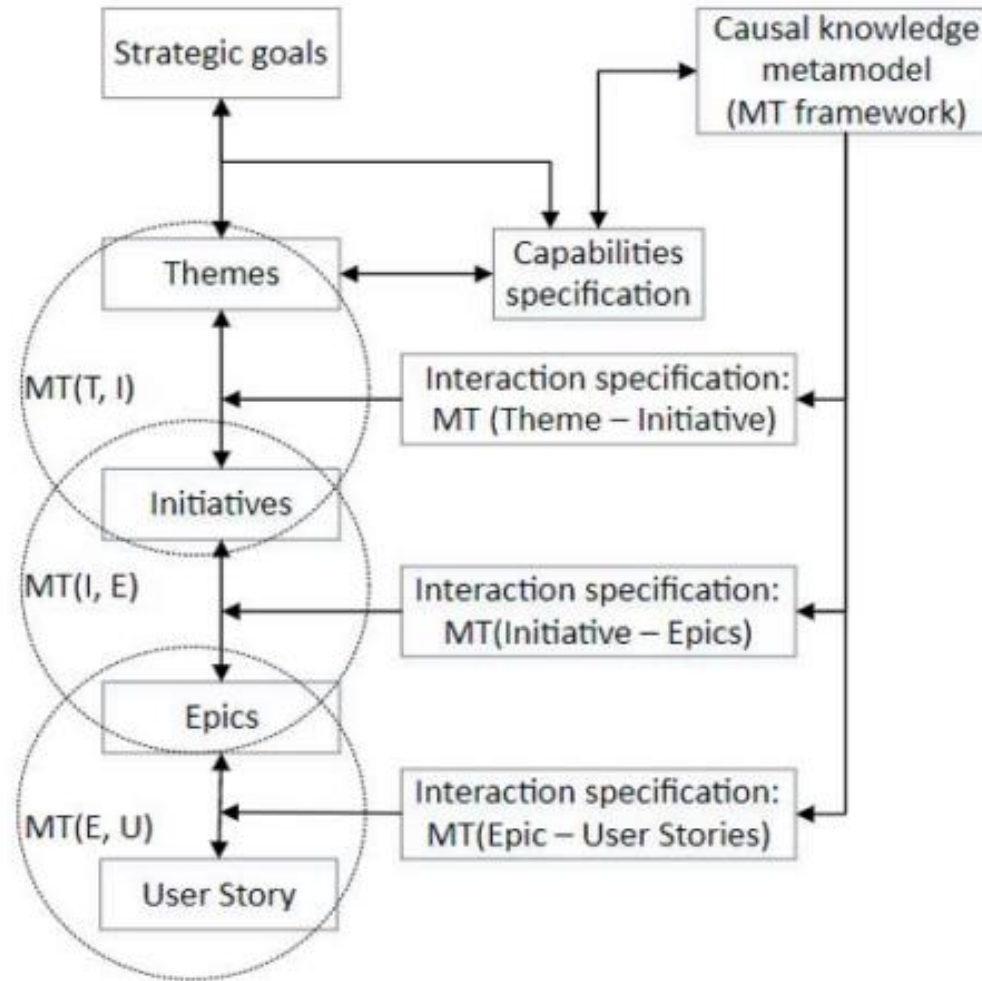 Strategic goals
Causal knowledge
metamodel
(MT framework)
Themes
Capabilities
specification
MT(T, I)
Interaction specification:
MT (Theme – Initiative)
Initiatives
MT(I, E)
Interaction specification:
MT(Initiative – Epics)
Epics
MT(E, U)
Interaction specification:
MT(Epic – User Stories)
User Story